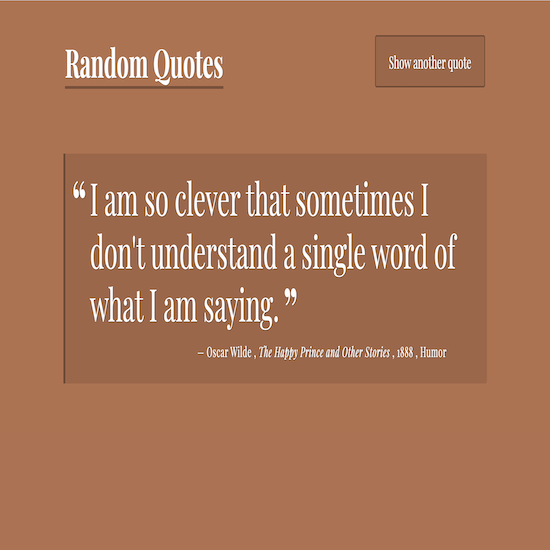 Random Quotes
Show another quote
“I am so clever that sometimes I
don't understand a single word of
what I am saying.”
– Oscar Wilde , The Happy Prince and Other Stories , 1888 , Humor